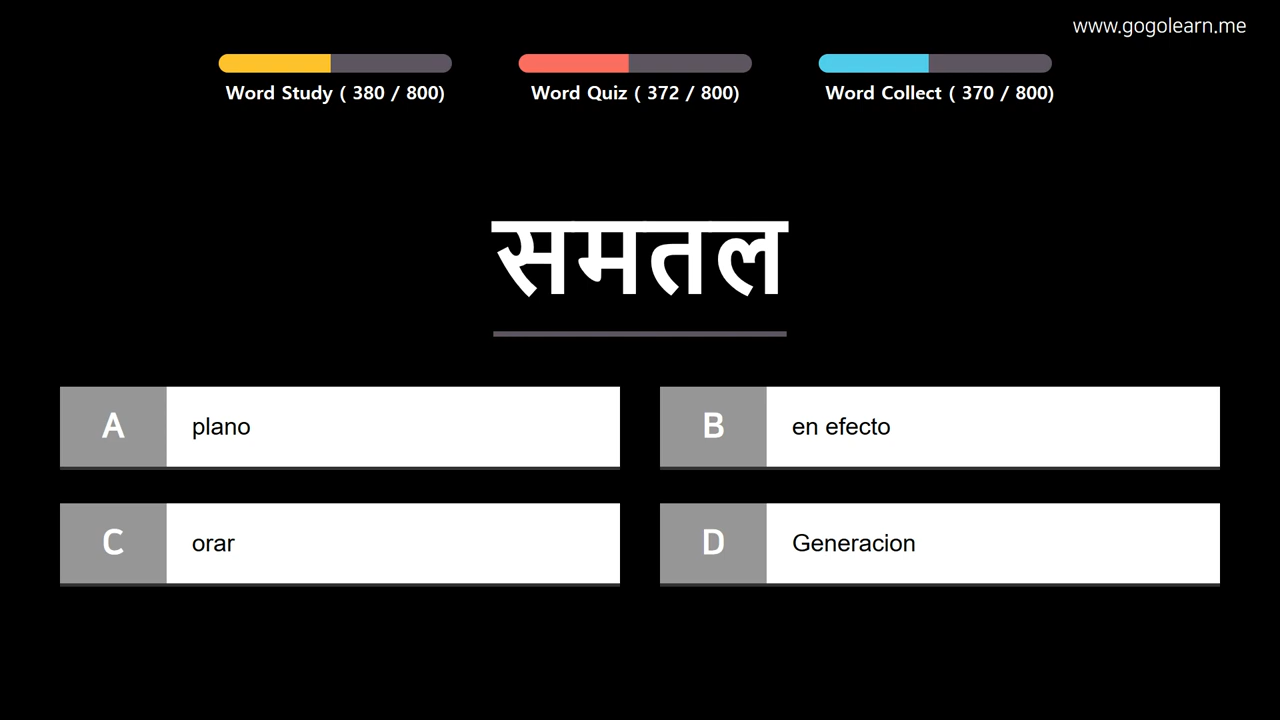 www.gogolearn.me
Word Study ( 380 / 800)
Word Quiz ( 372 / 800)
Word Collect ( 370 / 800)
समतल
A plano
B en efecto
C orar
D Generacion